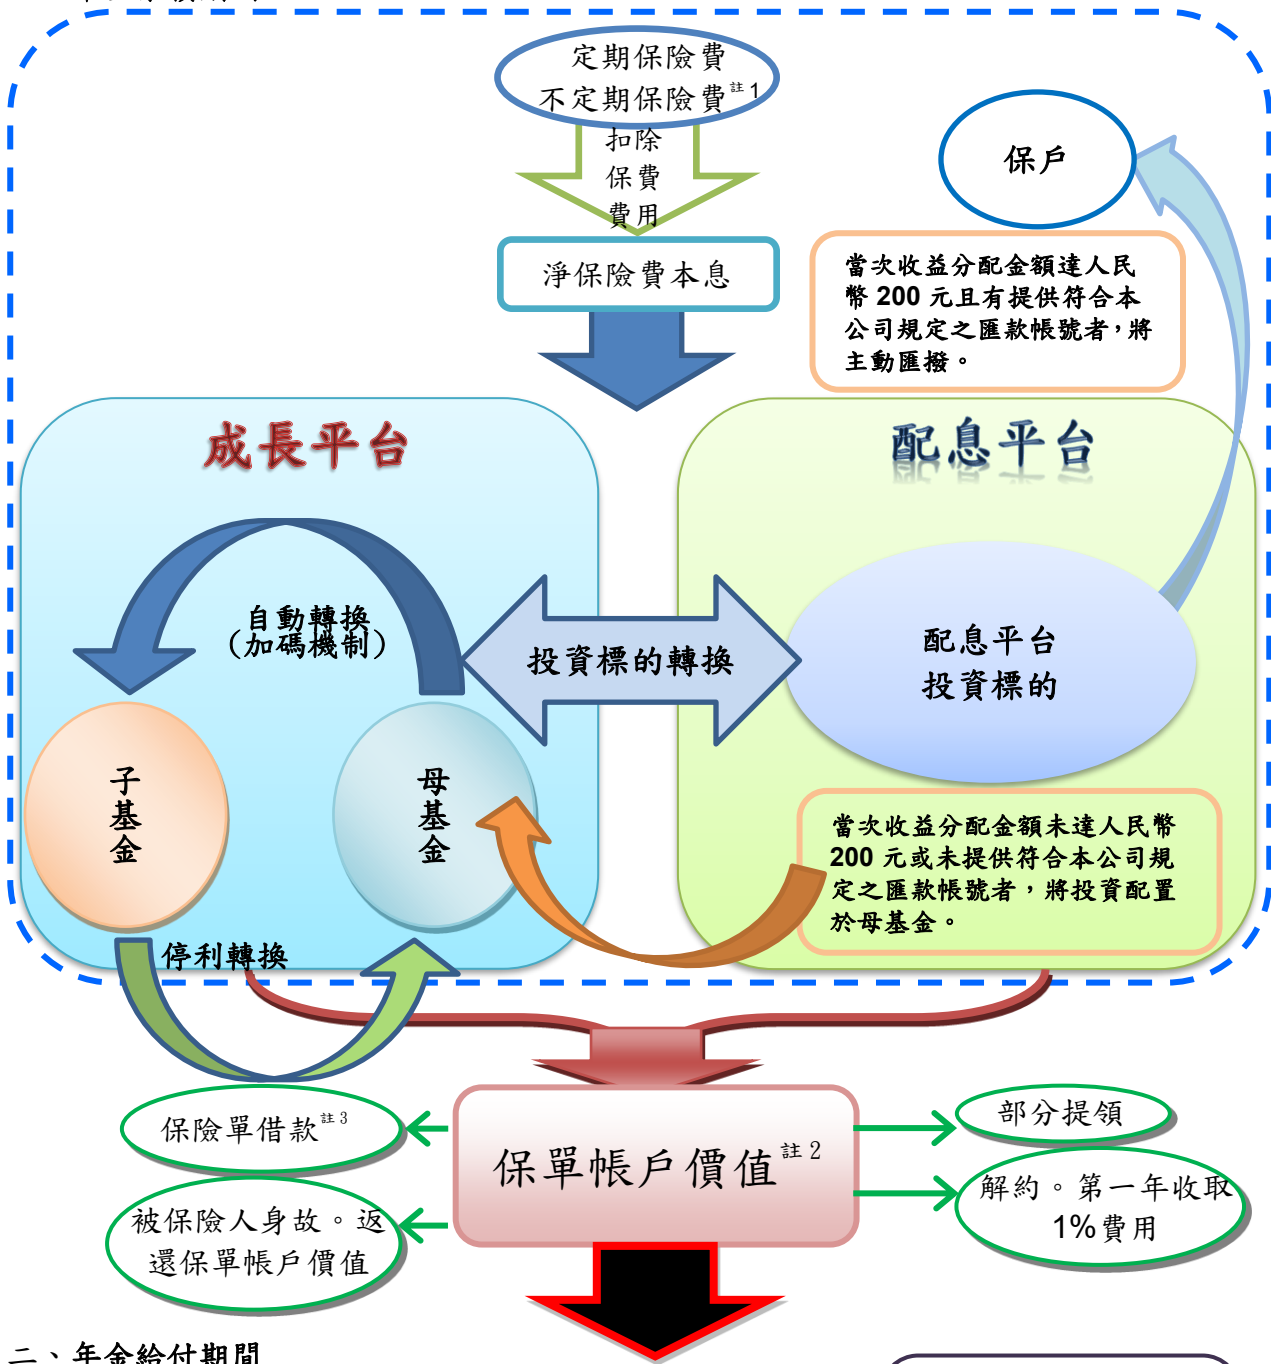 定期保險費
不定期保險費註1
扣除
保費
費用
淨保險費本息
保戶
當次收益分配金額達人民
幣 200 元且有提供符合本
公司規定之匯款帳號者，將
主動匯撥。
成長平台
配息平台
自動轉換
（加碼機制）
投資標的轉換
配息平台
投資標的
子
基
金
母
基
金
當次收益分配金額未達人民幣
200 元或未提供符合本公司規
定之匯款帳號者，將投資配置
於母基金。
停利轉換
保險單借款註3
保單帳戶價值註2
部分提領
被保險人身故。返
還保單帳戶價值
解約。第一年收取
1%費用
二、年金給付期間